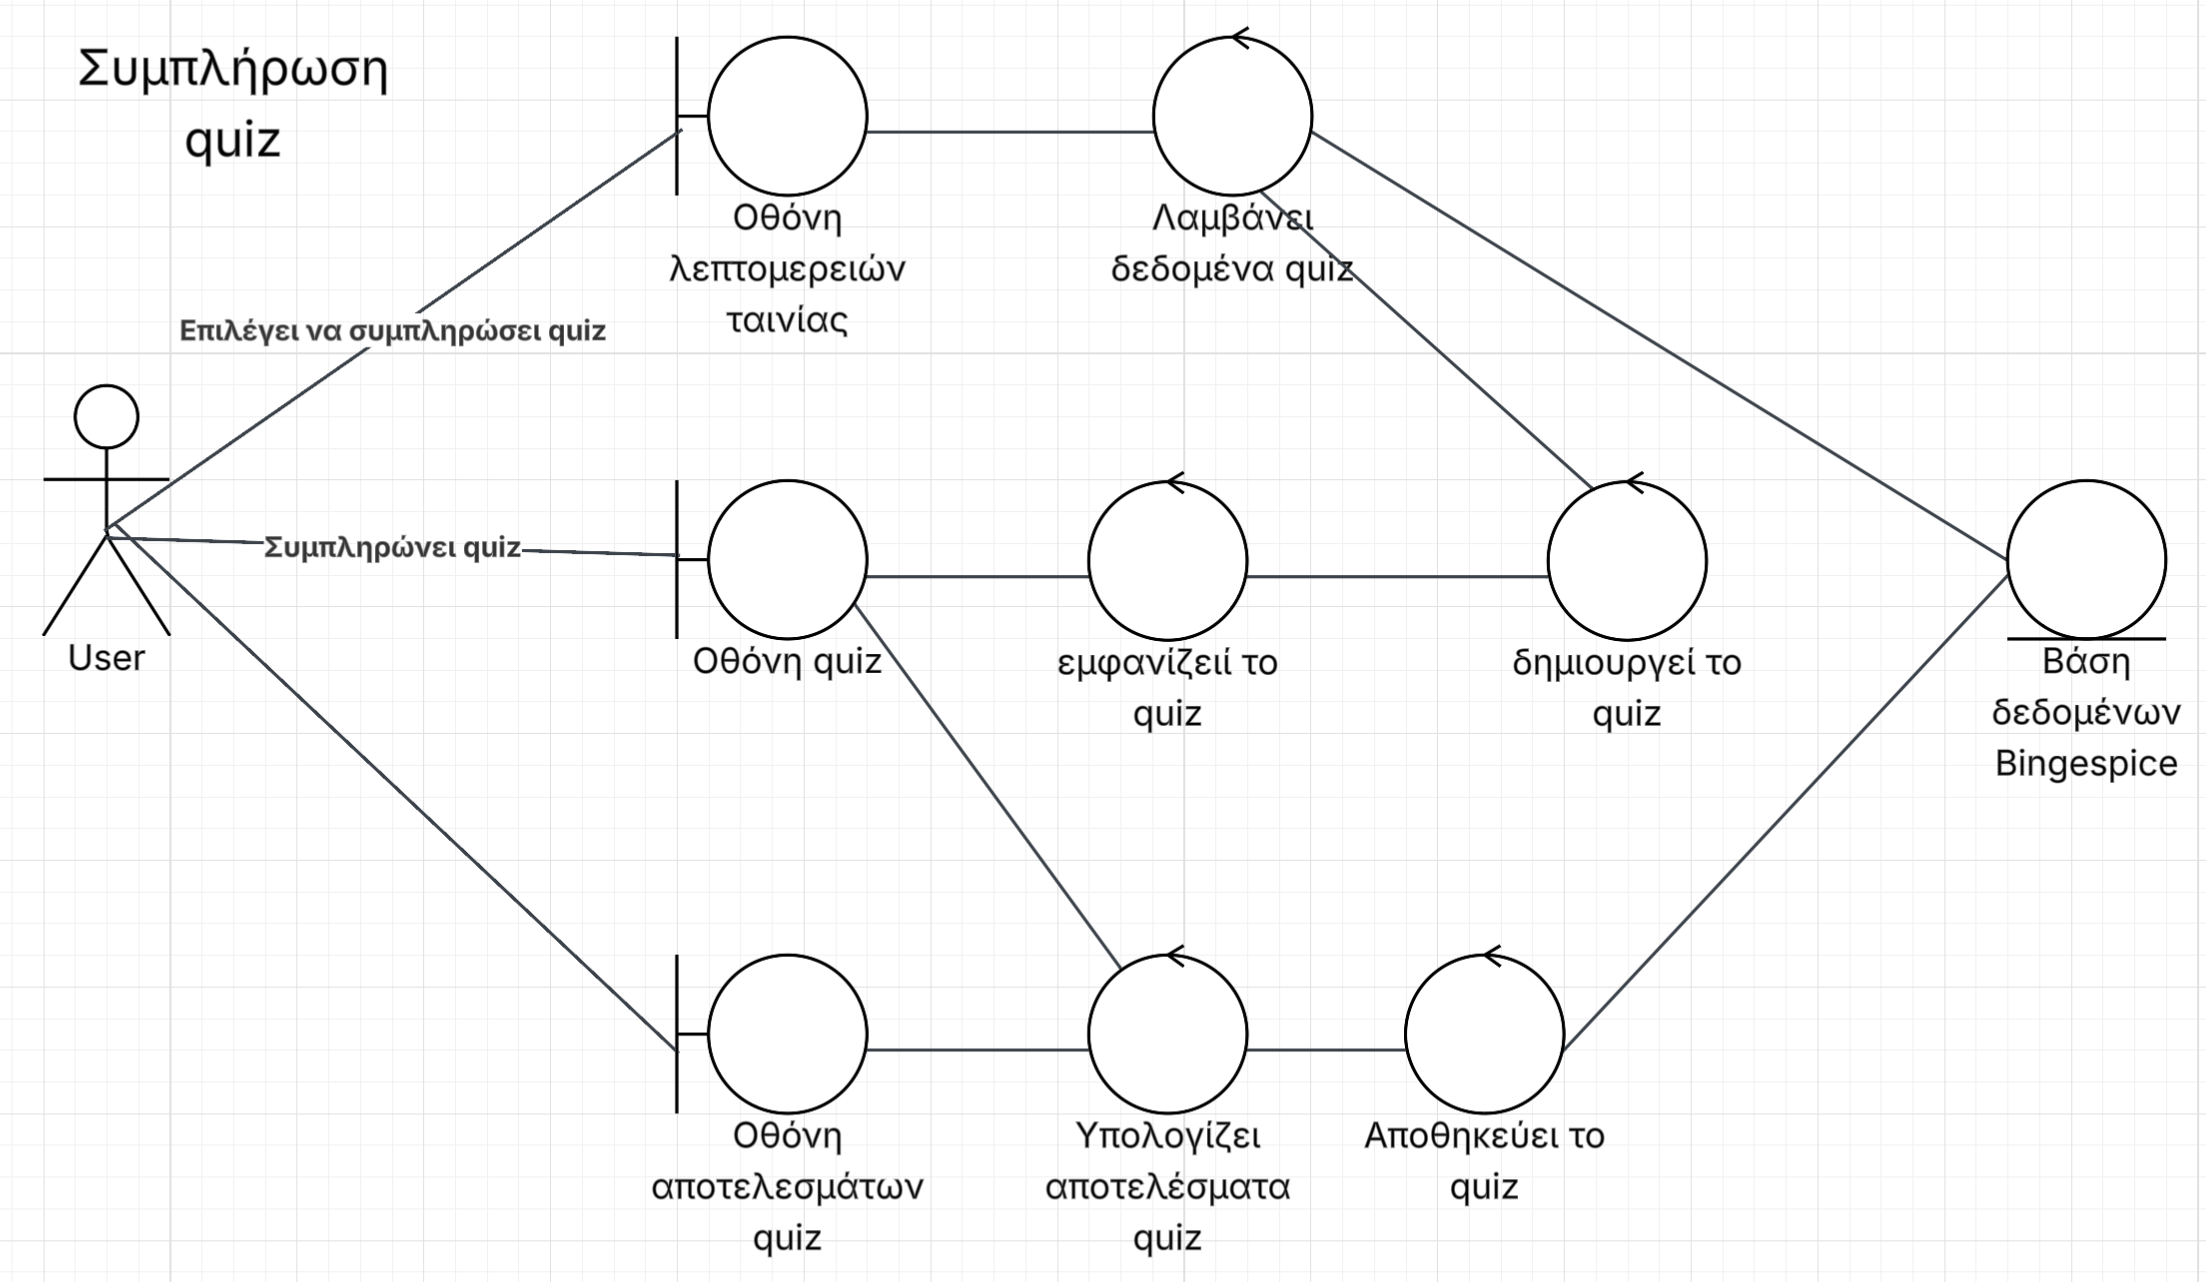 Συμπλήρωση
quiz
Οθόνη
λεπτομερειών
ταινίας
Λαμβάνει
δεδομένα quiz
Επιλέγει να συμπληρώσει quiz
Συμπληρώνει quiz
User
Οθόνη quiz
εμφανίζειί το
quiz
δημιουργεί το
quiz
Βάση
δεδομένων
Bingespice
Οθόνη
αποτελεσμάτων
quiz
Υπολογίζει
αποτελέσματα
quiz
Αποθηκεύει το
quiz